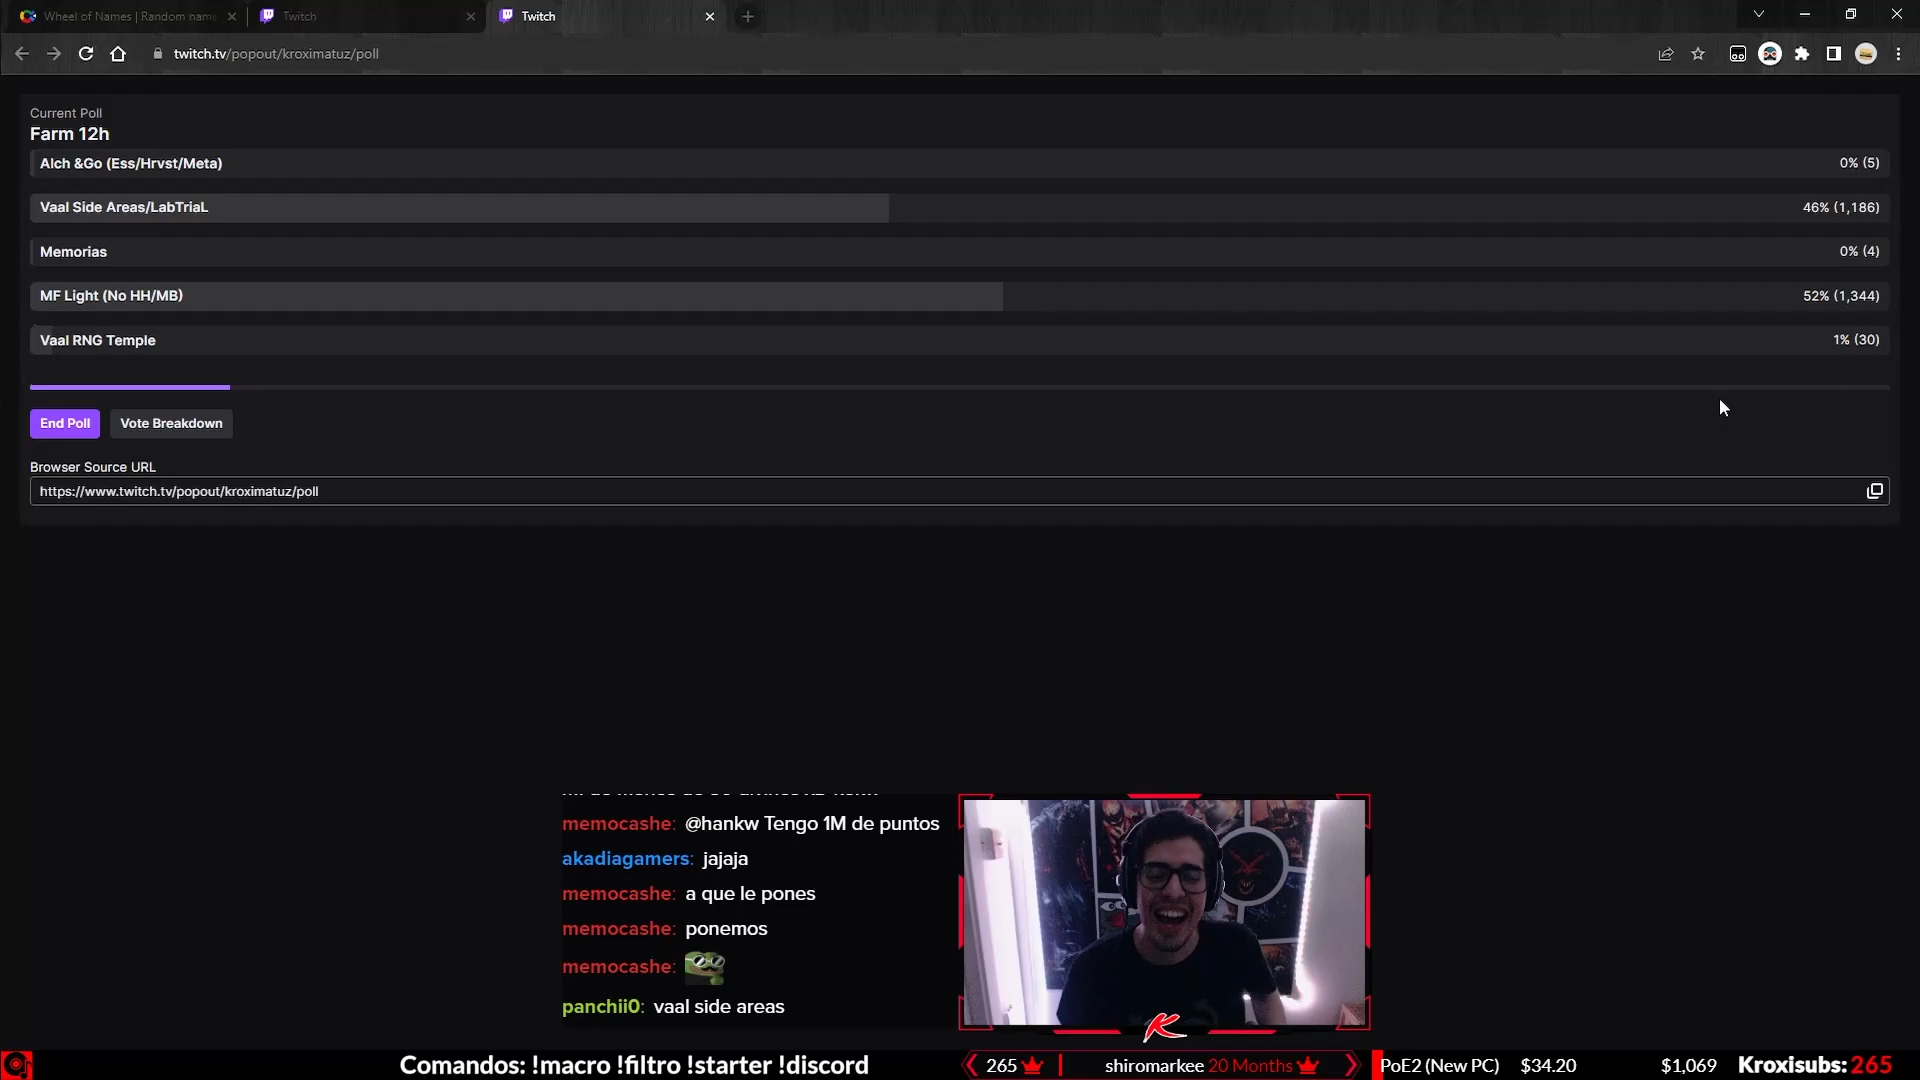 Wheel of Names | Random name
Twitch
Twitch
twitch.tv/popout/kroximatuz/poll
Current Poll
Farm 12h
Alch &Go (Ess/Hrvst/Meta) 0% (5)
Vaal Side Areas/LabTriaL 46% (1,186)
Memorias 0% (4)
MF Light (No HH/MB) 52% (1,344)
Vaal RNG Temple 1% (30)
End Poll Vote Breakdown
Browser Source URL
https://www.twitch.tv/popout/kroximatuz/poll
memocashe: @hankw Tengo 1M de puntos
akadiagamers: jajaja
memocashe: a que le pones
memocashe: ponemos
memocashe:
panchii0: vaal side areas
Comandos: !macro !filtro !starter !discord
265 shiromarkee 20 Months
PoE2 (New PC) $34.20 $1,069
Kroxisubs: 265